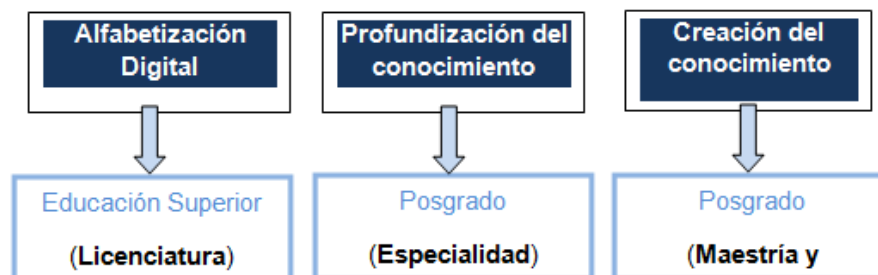 Alfabetización
Digital
Profundización del
conocimiento
Creación del
conocimiento
Educación Superior
(Licenciatura)
Posgrado
(Especialidad)
Posgrado
(Maestría y